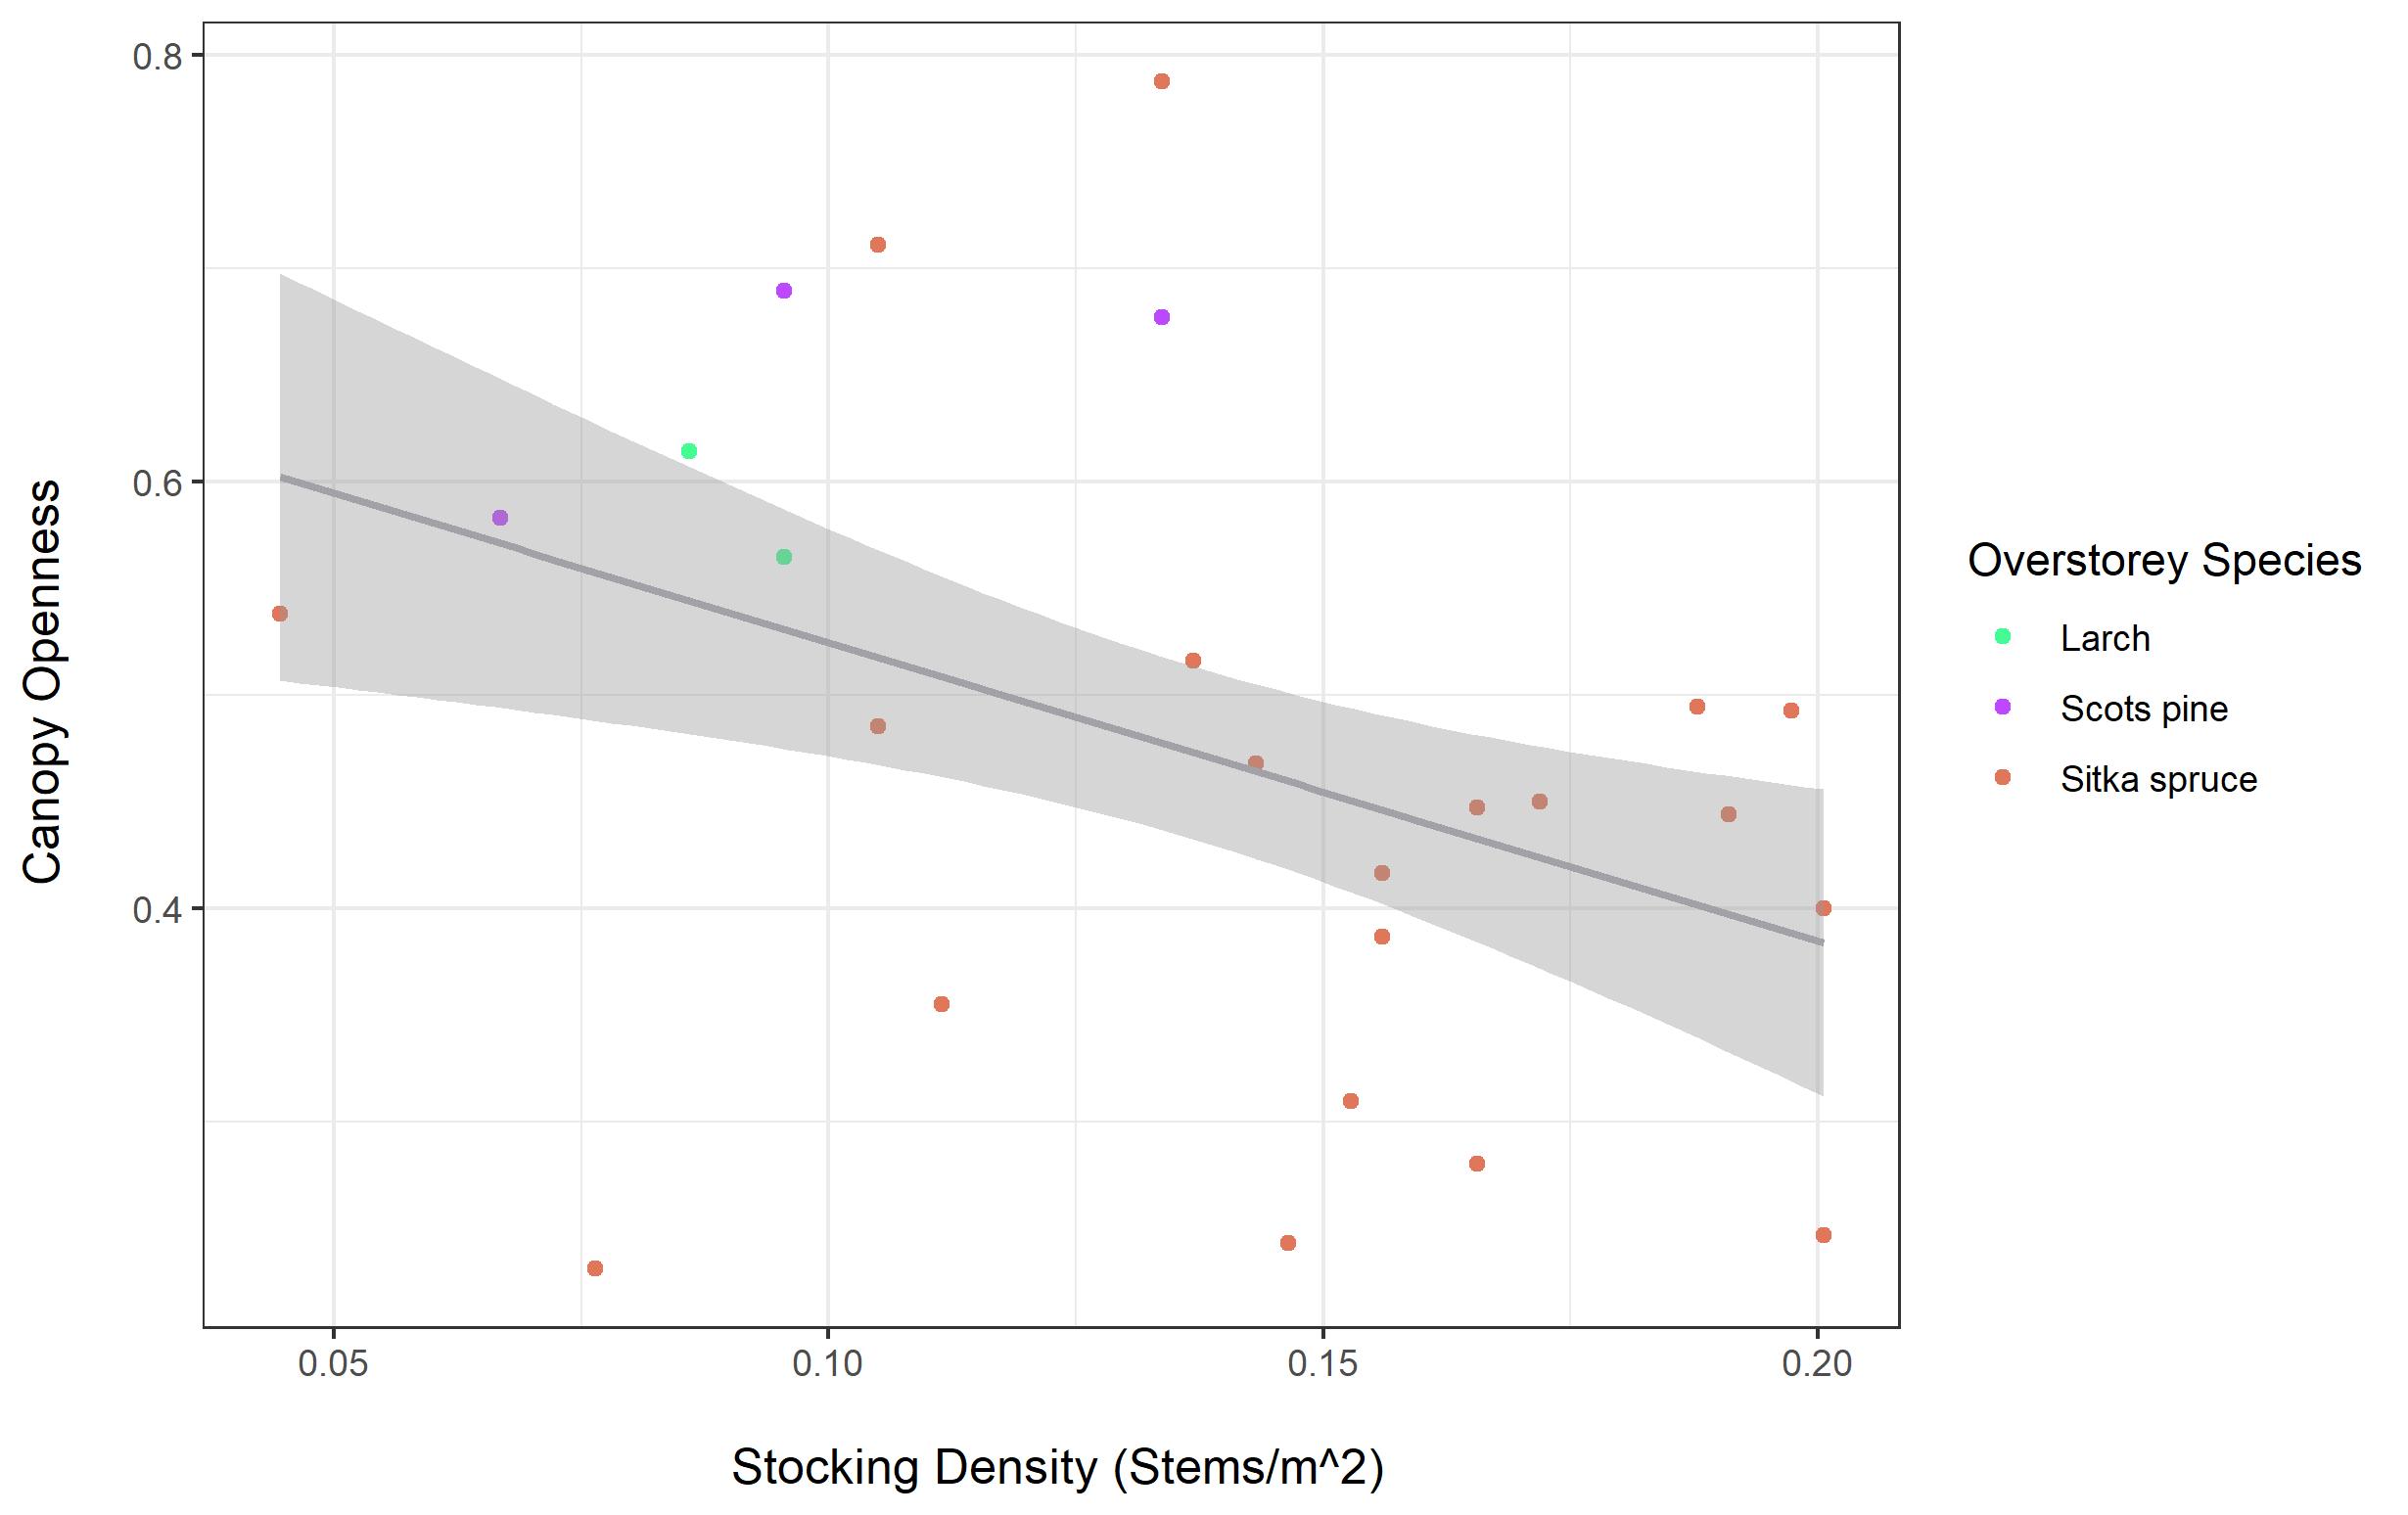 0.8
0.6
0.4
Canopy Openness
0.05 0.10 0.15 0.20
Stocking Density (Stems/m^2)
Overstorey Species
Larch
Scots pine
Sitka spruce